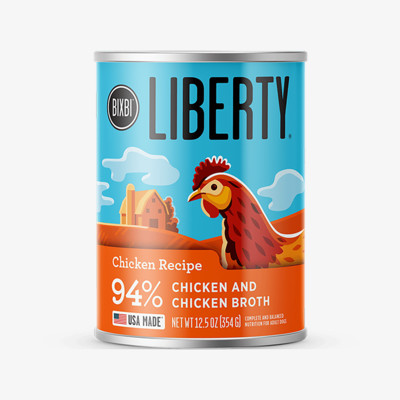 BIXBI®
LIBERTY®
Chicken Recipe
94% CHICKEN AND
CHICKEN BROTH
USA MADE*
NET WT 12.5 OZ (354 G)
COMPLETE AND BALANCED
NUTRITION FOR ADULT DOGS